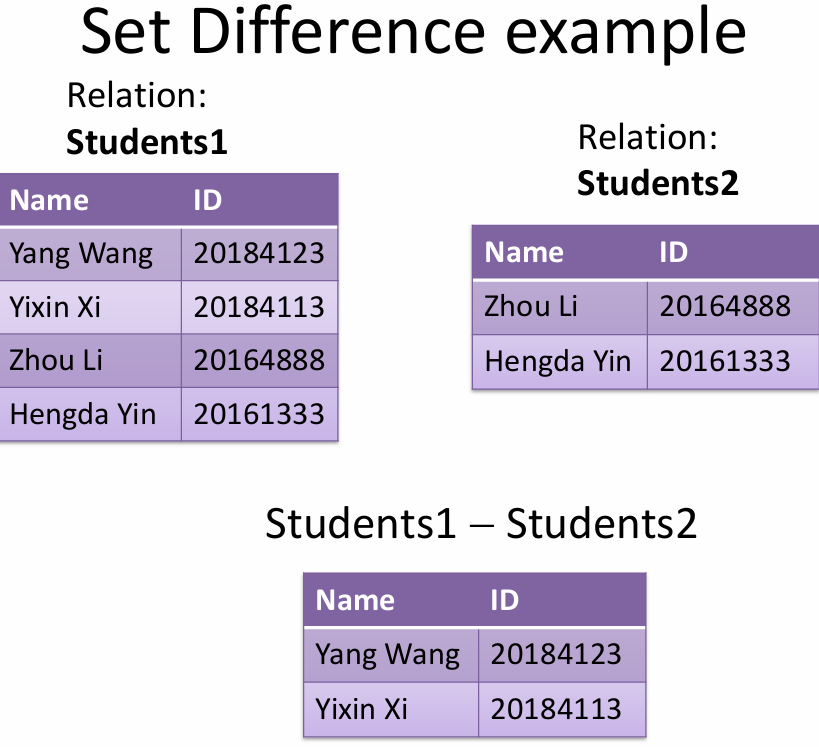 Set Difference example
Relation:
Students1
Name ID
Yang Wang 20184123
Yixin Xi 20184113
Zhou Li 20164888
Hengda Yin 20161333
Relation:
Students2
Name ID
Zhou Li 20164888
Hengda Yin 20161333
Students1 – Students2
Name ID
Yang Wang 20184123
Yixin Xi 20184113